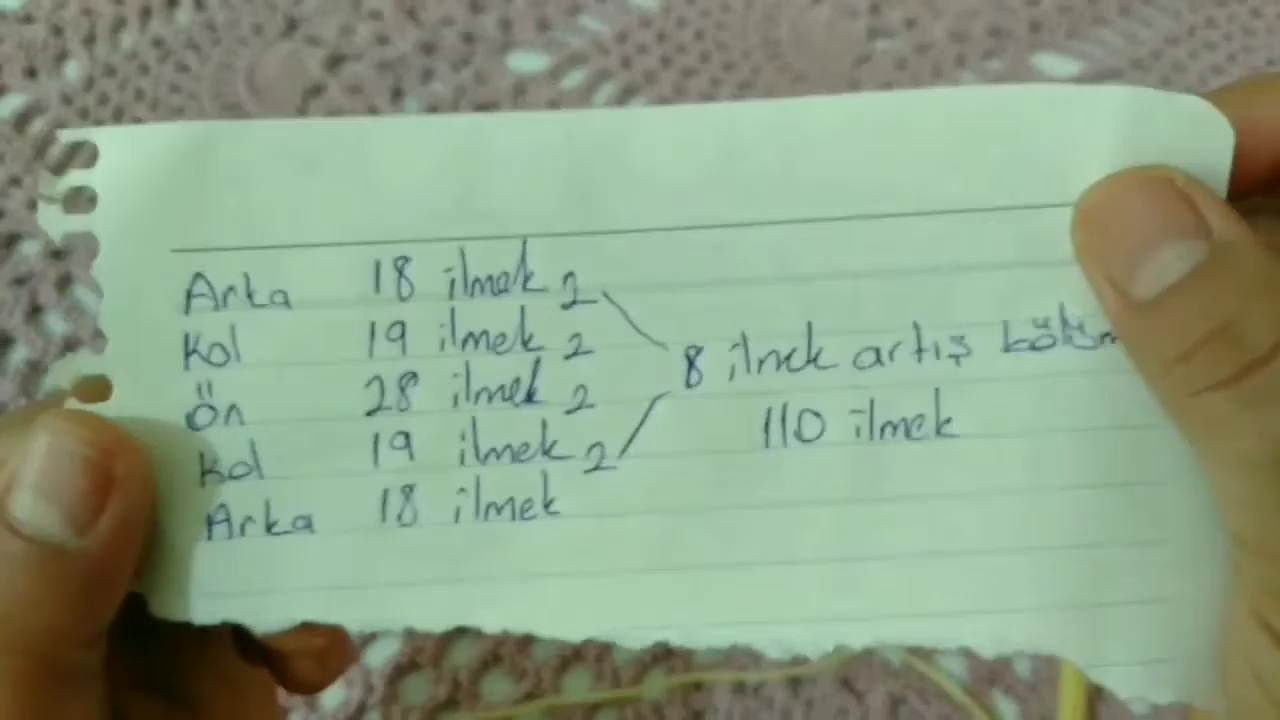 Arka 18 ilmek 2
Kol 19 ilmek 2
Ön 28 ilmek 2
Kol 19 ilmek 2
Arka 18 ilmek
8 ilmek artış bölüm
110 ilmek